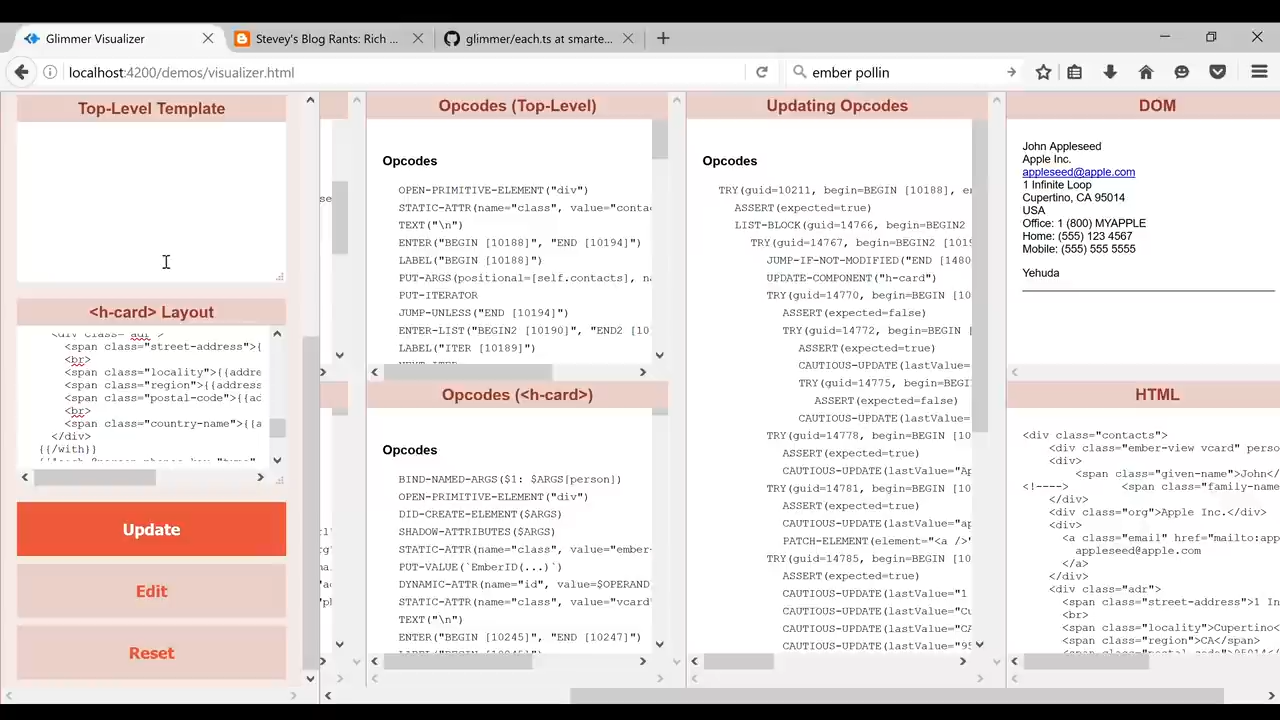 Glimmer Visualizer
Stevey's Blog Rants: Rich ...
glimmer/each.ts at smarte...
localhost:4200/demos/visualizer.html
ember pollin
Top-Level Template
<h-card> Layout
<span class="street-address">{
<br>
<span class="locality">{{addre
<span class="region">{{address
<span class="postal-code">{{ad
<br>
<span class="country-name">{{a
</div>
{{/with}}
Update
Edit
Reset
Opcodes (Top-Level)
Opcodes
OPEN-PRIMITIVE-ELEMENT("div")
STATIC-ATTR(name="class", value="conta
TEXT("\n")
ENTER("BEGIN [10188]", "END [10194]")
LABEL("BEGIN [10188]")
PUT-ARGS(positional=[self.contacts], na
PUT-ITERATOR
JUMP-UNLESS("END [10194]")
ENTER-LIST("BEGIN2 [10190]", "END2 [10
LABEL("ITER [10189]")
Opcodes (<h-card>)
Opcodes
BIND-NAMED-ARGS($1: $ARGS[person])
OPEN-PRIMITIVE-ELEMENT("div")
DID-CREATE-ELEMENT($ARGS)
SHADOW-ATTRIBUTES($ARGS)
STATIC-ATTR(name="class", value="ember-
PUT-VALUE(`EmberID(...)`)
DYNAMIC-ATTR(name="id", value=$OPERAND)
STATIC-ATTR(name="class", value="vcard"
TEXT("\n")
ENTER("BEGIN [10245]", "END [10247]")
Updating Opcodes
Opcodes
TRY(guid=10211, begin=BEGIN [10188], en
ASSERT(expected=true)
LIST-BLOCK(guid=14766, begin=BEGIN2
TRY(guid=14767, begin=BEGIN2 [1019
JUMP-IF-NOT-MODIFIED("END [1480
UPDATE-COMPONENT("h-card")
TRY(guid=14770, begin=BEGIN [10
ASSERT(expected=false)
TRY(guid=14772, begin=BEGIN [
ASSERT(expected=true)
CAUTIOUS-UPDATE(lastValue=
TRY(guid=14775, begin=BEGI
ASSERT(expected=false)
CAUTIOUS-UPDATE(lastValue=
TRY(guid=14778, begin=BEGIN [10
ASSERT(expected=true)
CAUTIOUS-UPDATE(lastValue="Ap
TRY(guid=14781, begin=BEGIN [10
ASSERT(expected=true)
CAUTIOUS-UPDATE(lastValue="ap
PATCH-ELEMENT(element="<a />"
TRY(guid=14785, begin=BEGIN [10
ASSERT(expected=true)
CAUTIOUS-UPDATE(lastValue="1
CAUTIOUS-UPDATE(lastValue="Cu
CAUTIOUS-UPDATE(lastValue="CA
CAUTIOUS-UPDATE(lastValue="95
DOM
John Appleseed
Apple Inc.
appleseed@apple.com
1 Infinite Loop
Cupertino, CA 95014
USA
Office: 1 (800) MYAPPLE
Home: (555) 123 4567
Mobile: (555) 555 5555
Yehuda
HTML
<div class="contacts">
<div class="ember-view vcard" perso
<div>
<span class="given-name">John</
<!----> <span class="family-name
</div>
<div class="org">Apple Inc.</div>
<div>
<a class="email" href="mailto:app
appleseed@apple.com
</a>
</div>
<div class="adr">
<span class="street-address">1 In
<br>
<span class="locality">Cupertino<
<span class="region">CA</span>